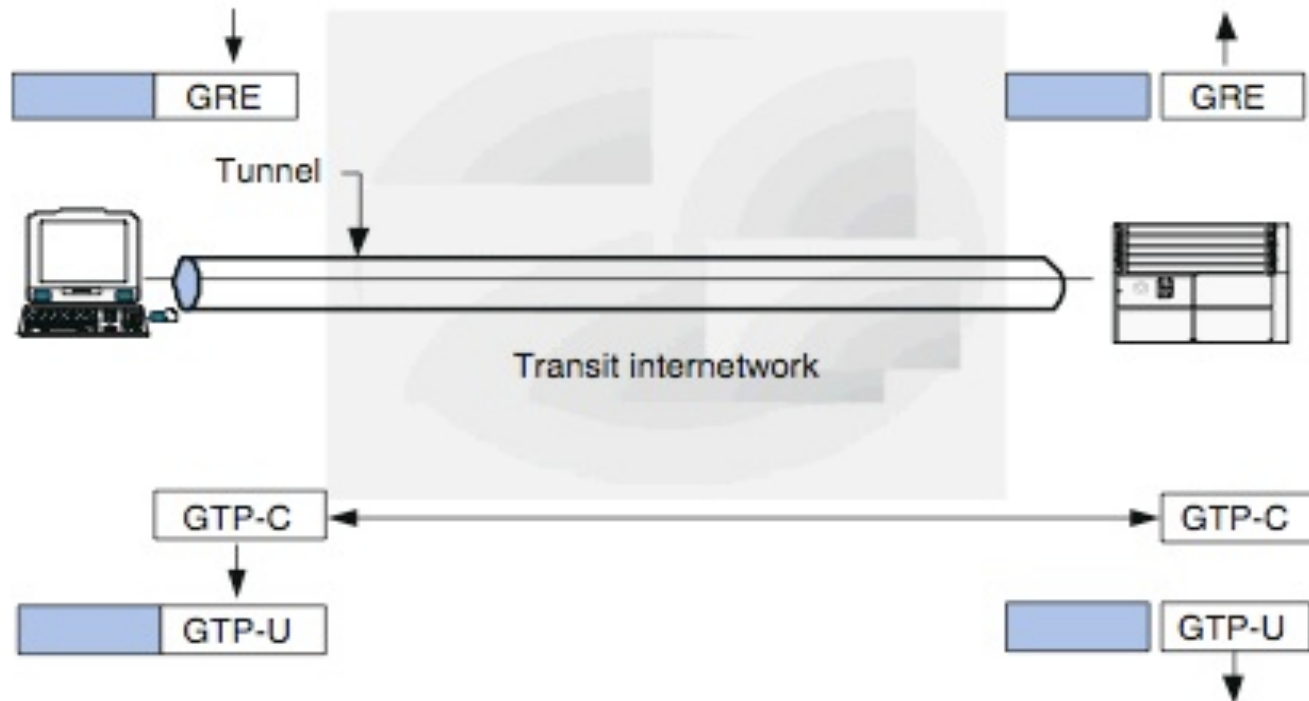 GRE
GRE
Tunnel
Transit internetwork
GTP-C
GTP-C
GTP-U
GTP-U